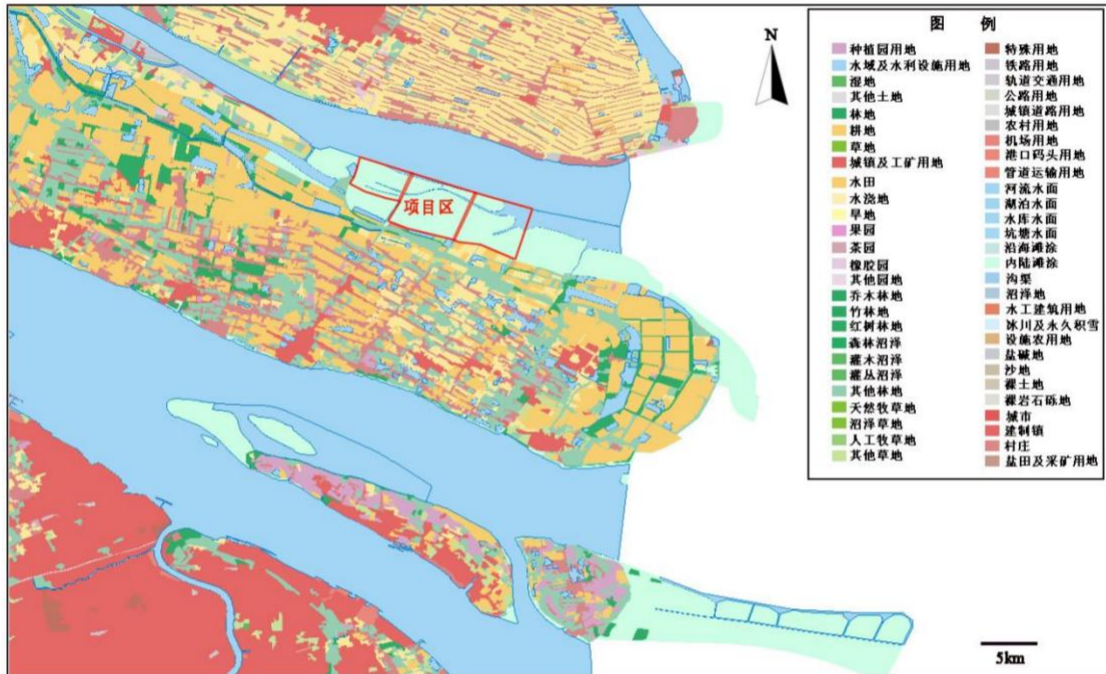 图 例
种植园用地
水域及水利设施用地
湿地
其他土地
林地
耕地
草地
城镇及工矿用地
水田
水浇地
旱地
果园
茶园
橡胶园
其他园地
乔木林地
竹林地
红树林地
森林沼泽
灌木沼泽
灌丛沼泽
其他林地
天然牧草地
沼泽草地
人工牧草地
其他草地
特殊用地
铁路用地
轨道交通用地
公路用地
城镇道路用地
农村用地
机场用地
港口码头用地
管道运输用地
河流水面
湖泊水面
水库水面
坑塘水面
沿海滩涂
内陆滩涂
沟渠
沼泽地
水工建筑用地
冰川及永久积雪
设施农用地
盐碱地
沙地
裸土地
裸岩石砾地
城市
建制镇
村庄
盐田及采矿用地
N
项目区
5km